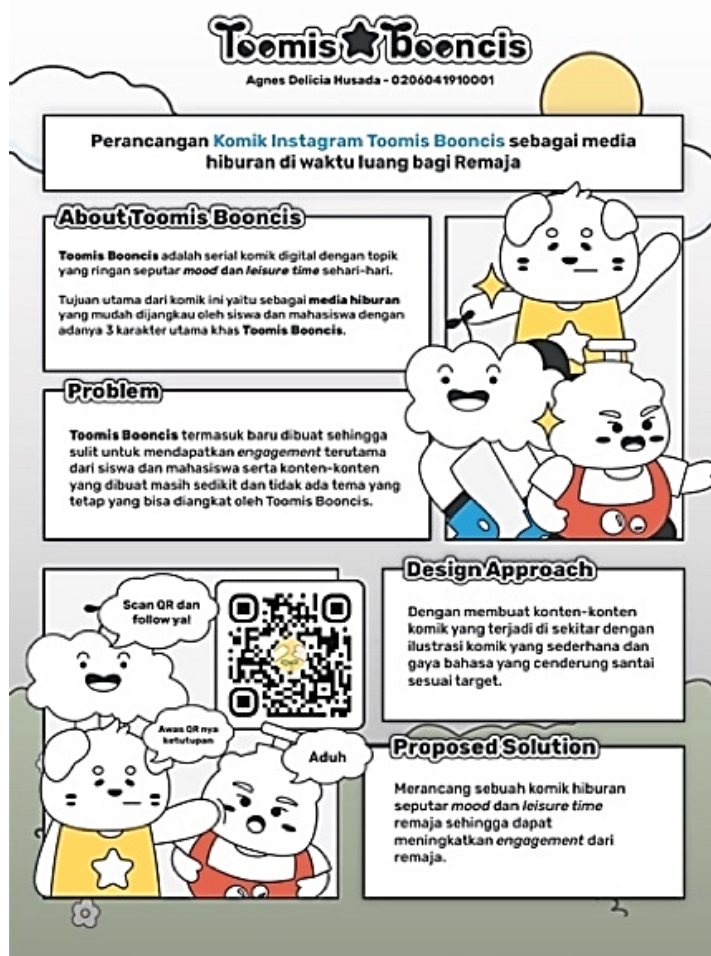 Toomis Booncis
Agnes Delicia Husada - 0206041910001
Perancangan Komik Instagram Toomis Booncis sebagai media
hiburan di waktu luang bagi Remaja
About Toomis Booncis
Toomis Booncis adalah serial komik digital dengan topik
yang ringan seputar mood dan leisure time sehari-hari.
Tujuan utama dari komik ini yaitu sebagai media hiburan
yang mudah dijangkau oleh siswa dan mahasiswa dengan
adanya 3 karakter utama khas Toomis Booncis.
Problem
Toomis Booncis termasuk baru dibuat sehingga
sulit untuk mendapatkan engagement terutama
dari siswa dan mahasiswa serta konten-konten
yang dibuat masih sedikit dan tidak ada tema yang
tetap yang bisa diangkat oleh Toomis Booncis.
Design Approach
Dengan membuat konten-konten
komik yang terjadi di sekitar dengan
ilustrasi komik yang sederhana dan
gaya bahasa yang cenderung santai
sesuai target.
Scan QR dan
follow ya!
Awas QR nya
ketutupan
Aduh
Proposed Solution
Merancang sebuah komik hiburan
seputar mood dan leisure time
remaja sehingga dapat
meningkatkan engagement dari
remaja.